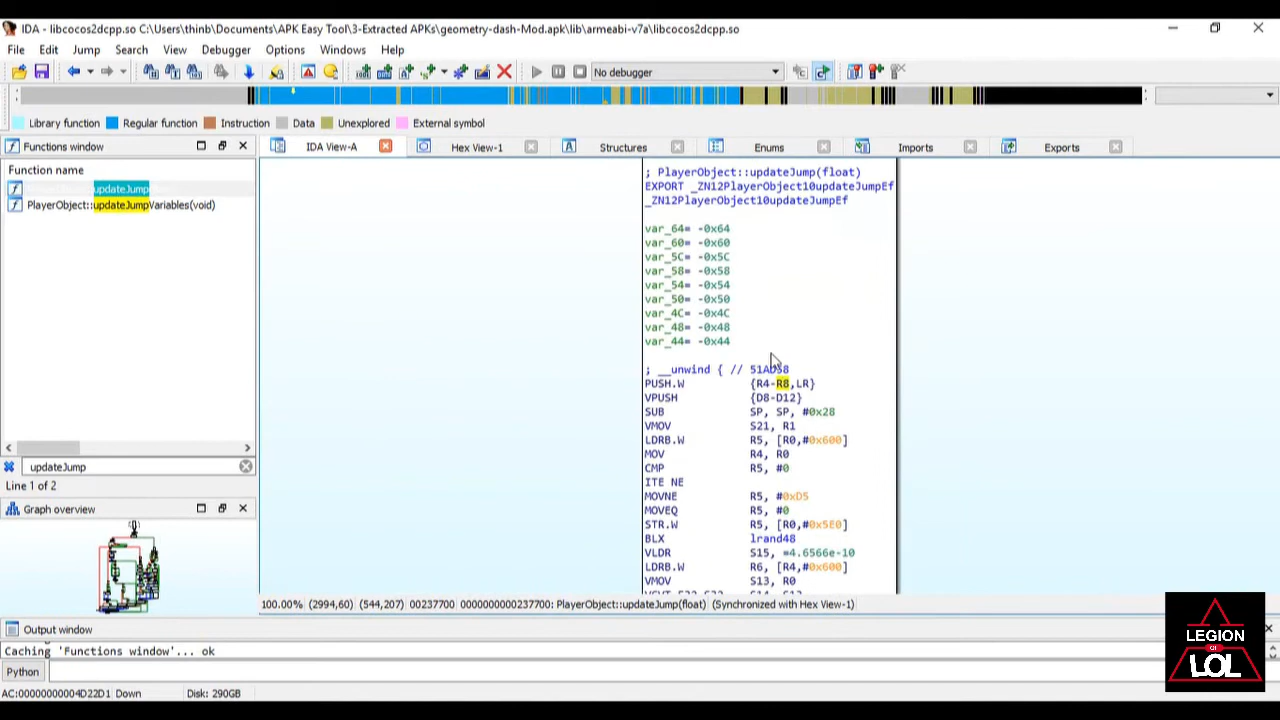 IDA - libcocos2dcpp.so C:\Users\thinb\Documents\APK Easy Tool\3-Extracted APKs\geometry-dash-Mod.apk\lib\armeabi-v7a\libcocos2dcpp.so
File Edit Jump Search View Debugger Options Windows Help
No debugger
Library function Regular function Instruction Data Unexplored External symbol
Functions window
IDA View-A Hex View-1 Structures Enums Imports Exports
Function name
updateJump
PlayerObject::updateJumpVariables(void)
updateJump
Line 1 of 2
Graph overview
; PlayerObject::updateJump(float)
EXPORT _ZN12PlayerObject10updateJumpEf
_ZN12PlayerObject10updateJumpEf
var_64= -0x64
var_60= -0x60
var_5C= -0x5C
var_58= -0x58
var_54= -0x54
var_50= -0x50
var_4C= -0x4C
var_48= -0x48
var_44= -0x44
; __unwind { //
PUSH.W {R4-R8,LR}
VPUSH {D8-D12}
SUB SP, SP, #0x28
VMOV S21, R1
LDRB.W R5, [R0,#0x600]
MOV R4, R0
CMP R5, #0
ITE NE
MOVNE R5, #0xD5
MOVEQ R5, #0
STR.W R5, [R0,#0x5E0]
BLX lrand48
VLDR S15, =4.6566e-10
LDRB.W R6, [R4,#0x600]
VMOV S13, R0
100.00% (2994,60) (544,207) 00237700 0000000000237700: PlayerObject::updateJump(float) (Synchronized with Hex View-1)
Output window
Caching 'Functions window'... ok
Python
AC:00000000004D22D1 Down Disk: 290GB
LEGION
OF
LOL